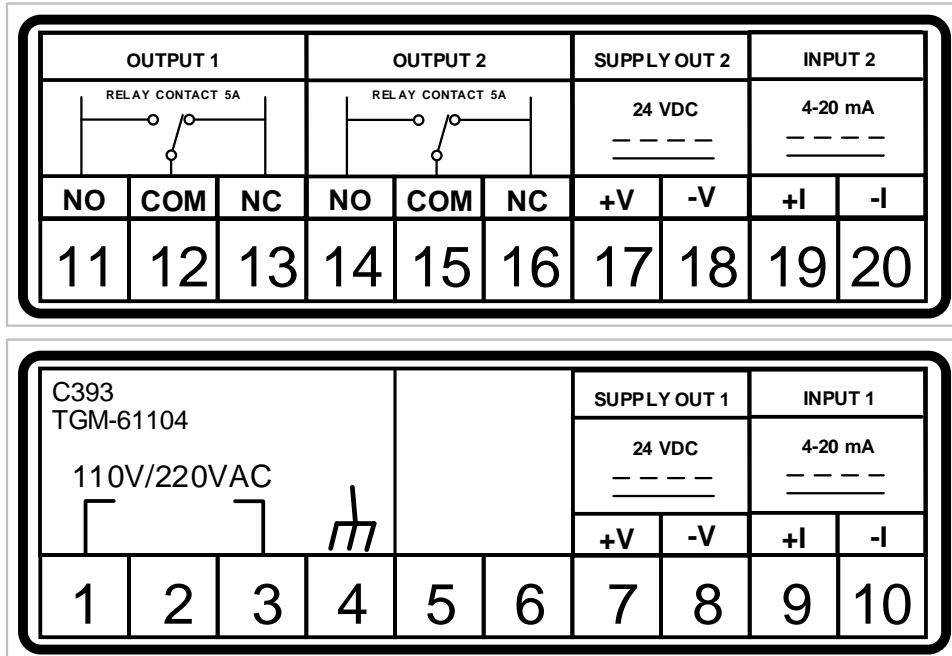 OUTPUT 1 OUTPUT 2 SUPPLY OUT 2 INPUT 2
RELAY CONTACT 5A RELAY CONTACT 5A 24 VDC 4-20 mA
NO COM NC NO COM NC +V -V +I -I
11 12 13 14 15 16 17 18 19 20
C393
TGM-61104
110V/220VAC
SUPPLY OUT 1 INPUT 1
24 VDC 4-20 mA
+V -V +I -I
1 2 3 4 5 6 7 8 9 10